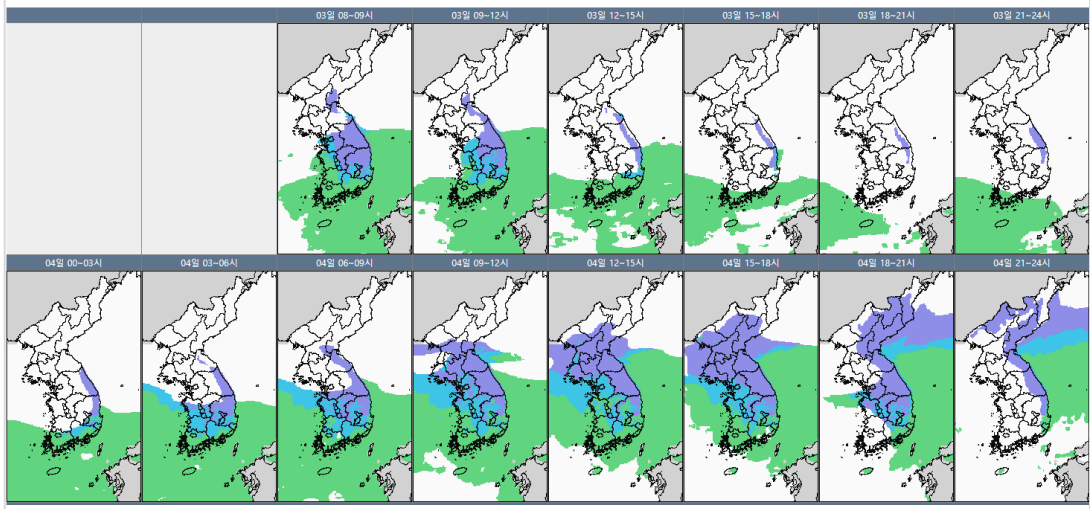 03일 08~09시
03일 09~12시
03일 12~15시
03일 15~18시
03일 18~21시
03일 21~24시
04일 00~03시
04일 03~06시
04일 06~09시
04일 09~12시
04일 12~15시
04일 15~18시
04일 18~21시
04일 21~24시